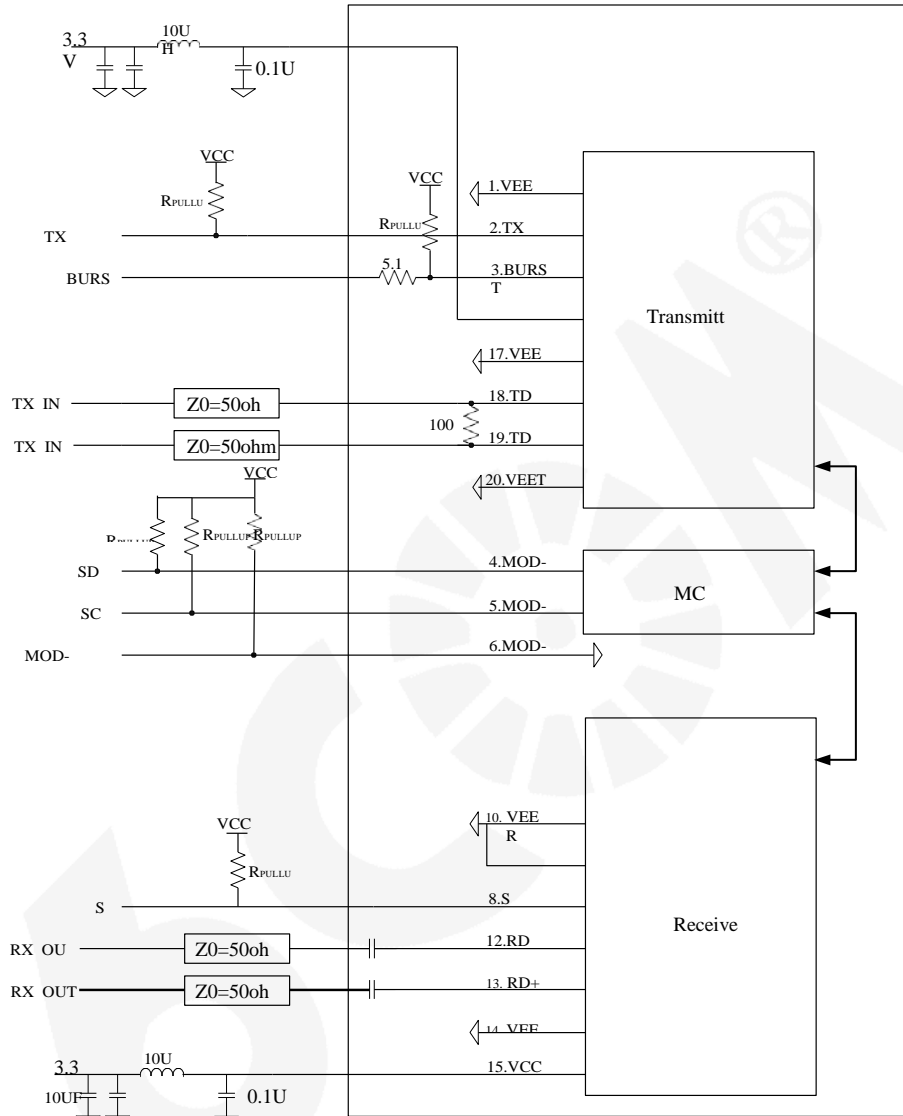 3.3
V
10U
H
0.1U
VCC
RPULLU
VCC
RPULLU
1.VEE
TX
2.TX
BURS
5.1
3.BURS
T
Transmitt
17.VEE
TX IN
Z0=50oh
18.TD
100
TX IN
Z0=50ohm
19.TD
VCC
20.VEET
RPULLUP
RPULLUP
RPULLUP
SD
4.MOD-
MC
SC
5.MOD-
MOD-
6.MOD-
10. VEE
R
VCC
RPULLU
S
8.S
Receive
RX OU
Z0=50oh
12.RD
RX OUT
Z0=50oh
13. RD+
14. VEE
3.3
10U
15.VCC
10UF
0.1U
®